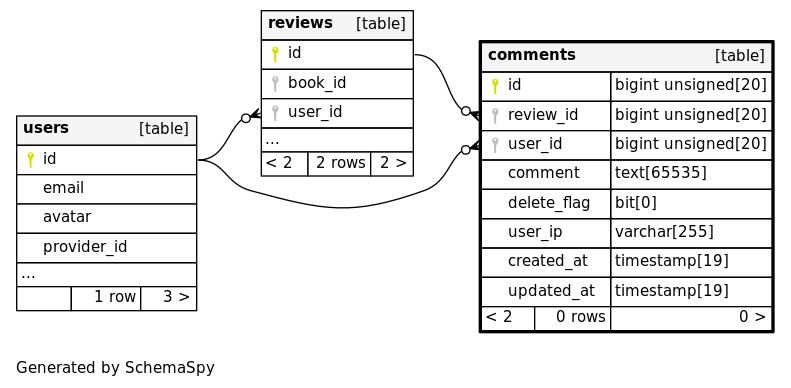 reviews [table]
id
book_id
user_id
...
< 2 2 rows 2 >
comments [table]
id bigint unsigned[20]
review_id bigint unsigned[20]
user_id bigint unsigned[20]
comment text[65535]
delete_flag bit[0]
user_ip varchar[255]
created_at timestamp[19]
updated_at timestamp[19]
< 2 0 rows 0 >
users [table]
id
email
avatar
provider_id
...
1 row 3 >
Generated by SchemaSpy